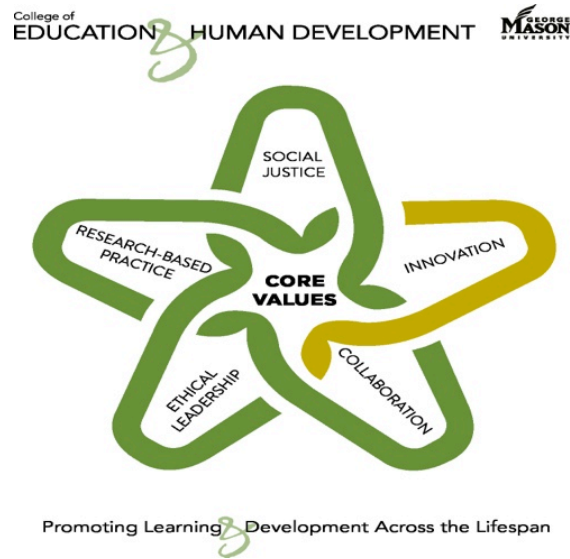 College of
EDUCATION & HUMAN DEVELOPMENT
GEORGE
MASON
UNIVERSITY
SOCIAL
JUSTICE
RESEARCH-BASED
PRACTICE
INNOVATION
CORE
VALUES
ETHICAL
LEADERSHIP
COLLABORATION
Promoting Learning & Development Across the Lifespan